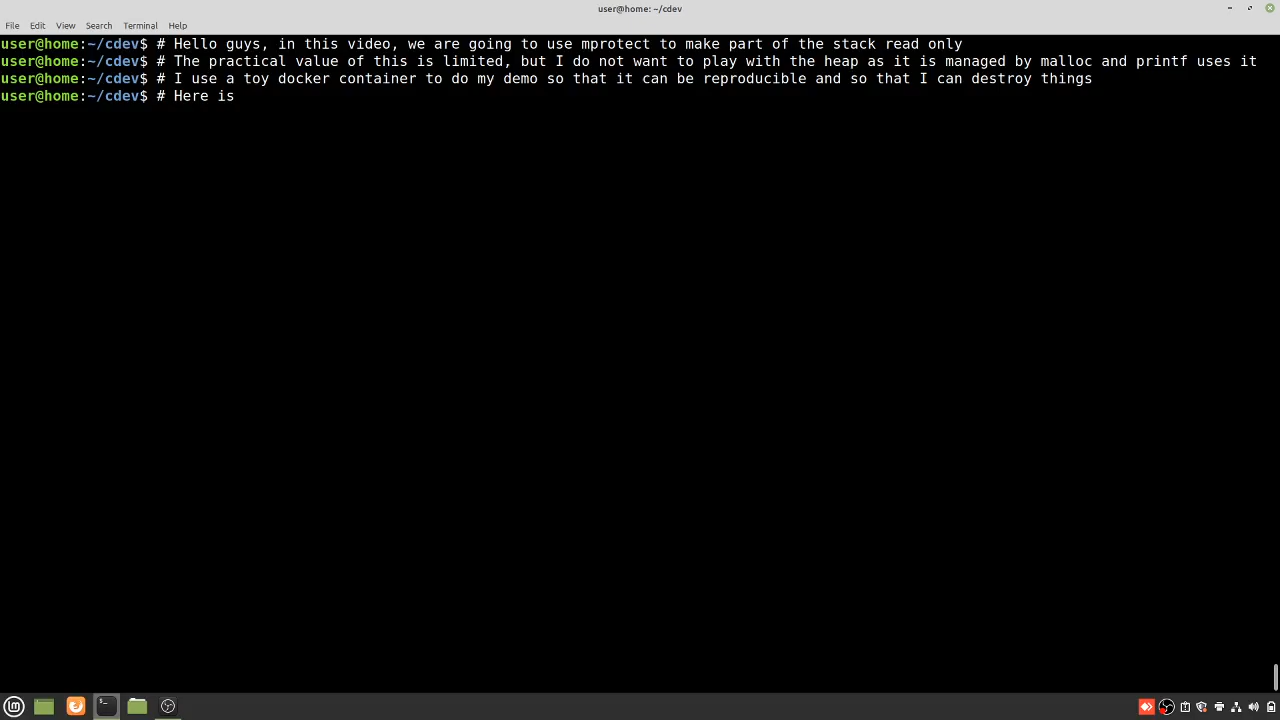 user@home: ~/cdev
File Edit View Search Terminal Help
user@home:~/cdev$ # Hello guys, in this video, we are going to use mprotect to make part of the stack read only
user@home:~/cdev$ # The practical value of this is limited, but I do not want to play with the heap as it is managed by malloc and printf uses it
user@home:~/cdev$ # I use a toy docker container to do my demo so that it can be reproducible and so that I can destroy things
user@home:~/cdev$ # Here is